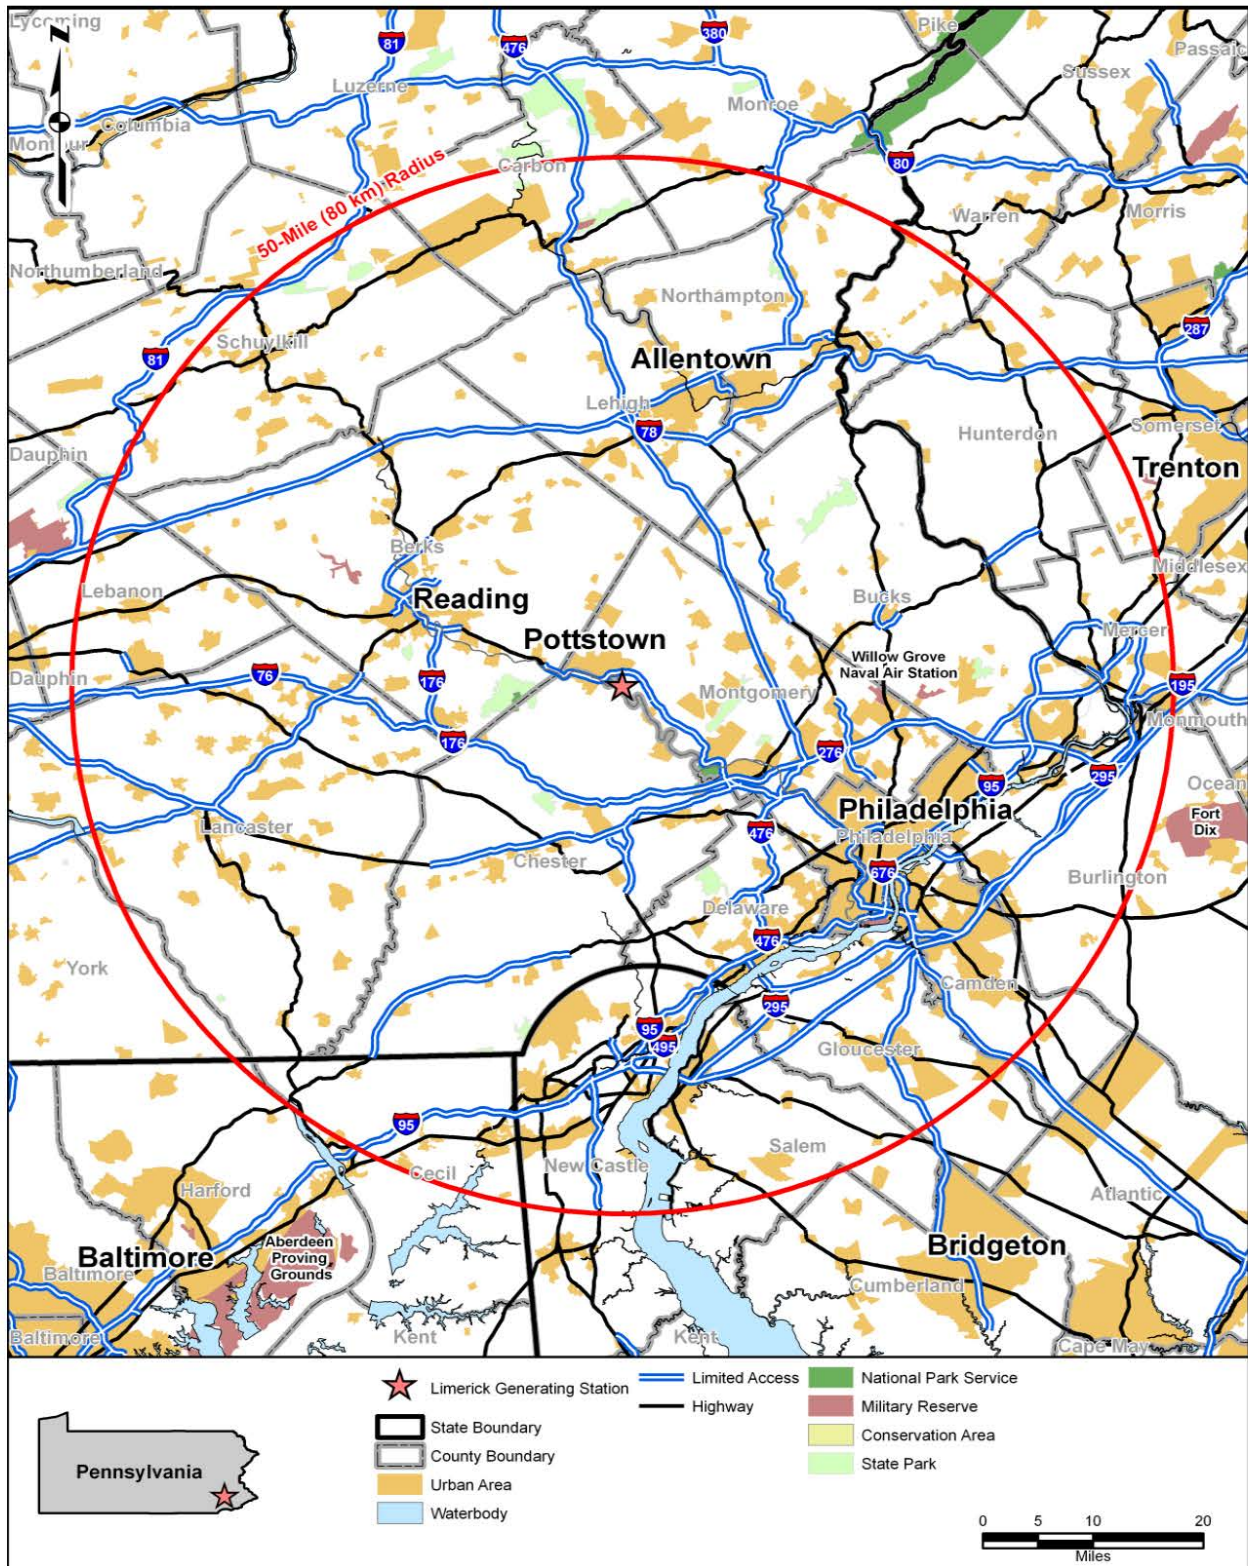 Lycoming
Pike
Passaic
N
81
476
380
Sussex
Luzerne
Monroe
Columbia
Montour
80
Carbon
50-Mile (80 km) Radius
Warren
Morris
Northumberland
Northampton
287
Schuylkill
81
Allentown
Lehigh
78
Somerset
Hunterdon
Dauphin
Trenton
Berks
Middlesex
Lebanon
Reading
Bucks
Pottstown
Mercer
Willow Grove
Naval Air Station
Dauphin
76
176
Montgomery
195
Monmouth
176
276
295
95
Ocean
Philadelphia
Fort
Dix
Lancaster
476
Philadelphia
Chester
676
Burlington
Delaware
476
York
Camden
295
95
495
Gloucester
95
Salem
Cecil
New Castle
Harford
Atlantic
Aberdeen
Proving
Grounds
Baltimore
Bridgeton
Baltimore
Cumberland
Baltimore
Kent
Kent
Cape May
Limerick Generating Station
State Boundary
County Boundary
Urban Area
Waterbody
Limited Access
Highway
National Park Service
Military Reserve
Conservation Area
State Park
Pennsylvania
0 5 10 20
Miles